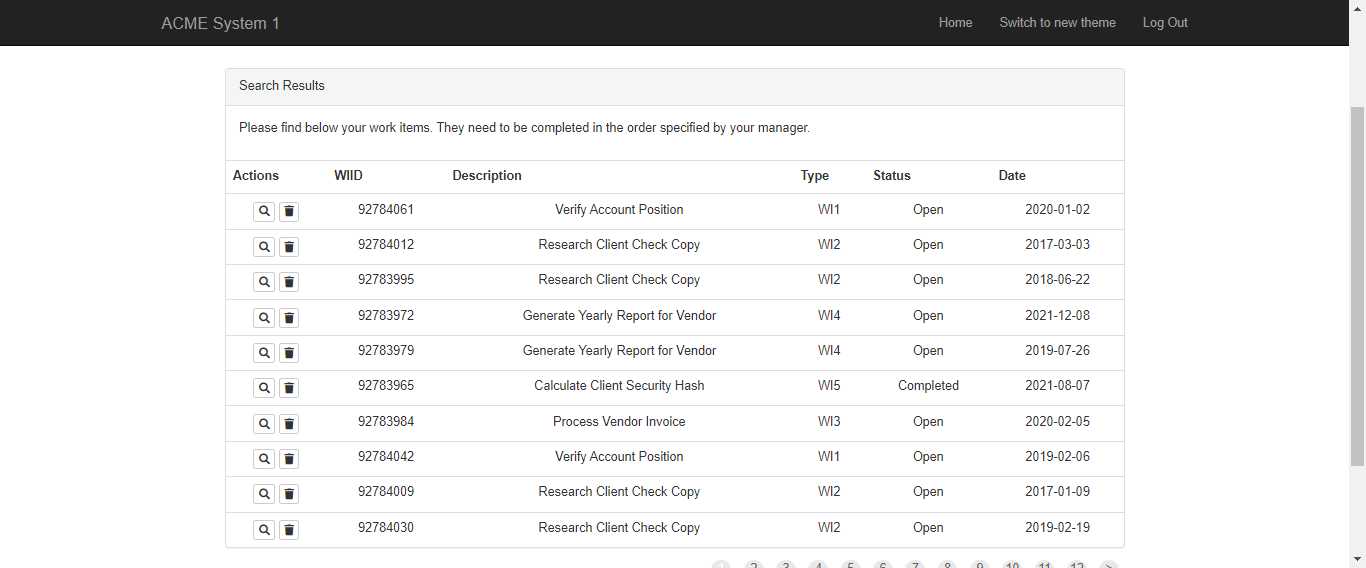 ACME System 1 Home Switch to new theme Log Out
Search Results
Please find below your work items. They need to be completed in the order specified by your manager.
Actions WIID Description Type Status Date
92784061 Verify Account Position WI1 Open 2020-01-02
92784012 Research Client Check Copy WI2 Open 2017-03-03
92783995 Research Client Check Copy WI2 Open 2018-06-22
92783972 Generate Yearly Report for Vendor WI4 Open 2021-12-08
92783979 Generate Yearly Report for Vendor WI4 Open 2019-07-26
92783965 Calculate Client Security Hash WI5 Completed 2021-08-07
92783984 Process Vendor Invoice WI3 Open 2020-02-05
92784042 Verify Account Position WI1 Open 2019-02-06
92784009 Research Client Check Copy WI2 Open 2017-01-09
92784030 Research Client Check Copy WI2 Open 2019-02-19
1 2 3 4 5 6 7 8 9 10 11 12 >